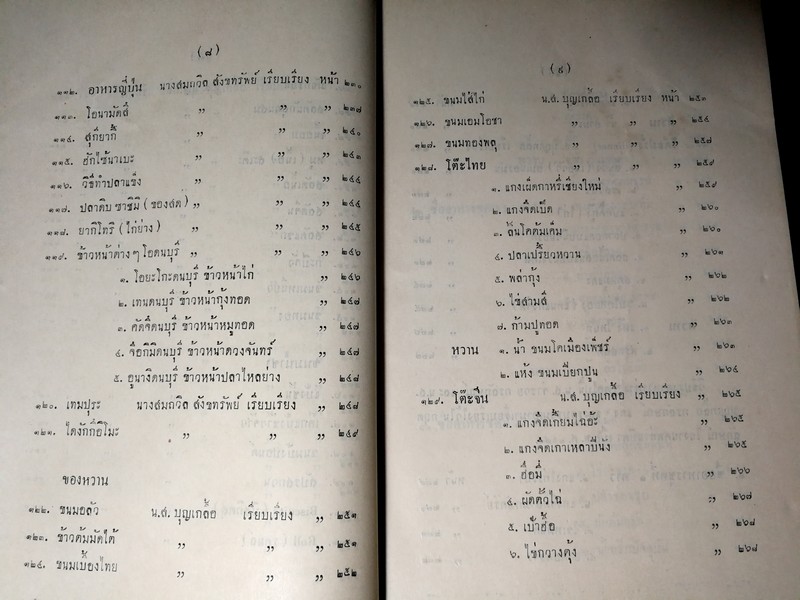 (๘)
๑๑๒. อาหารญี่ปุ่น นางสมถวิล สังขทรัพย์ เรียบเรียง หน้า ๒๓๐
๑๑๓. โอนามัตสึ ,, ,, ,, ๒๓๘
๑๑๔. สุกี่ยากี้ ,, ,, ,, ๒๔๐
๑๑๕. ฮักไช้นาเบะ ,, ,, ,, ๒๔๓
๑๑๖. วิธีทำปลาแข็ง ,, ,, ,, ๒๔๔
๑๑๗. ปลาดิบ ซาชิมิ (ของสด) ,, ,, ,, ๒๔๔
๑๑๘. ยากิโทริ (ไก่ย่าง) ,, ,, ,, ๒๔๕
๑๑๙. ข้าวหน้าต่างๆ โอดนบุรี ,, ,, ,, ๒๔๖
๑. โอยะโกะดนบุรี ข้าวหน้าไก่ ,, ๒๔๖
๒. เทนดนบุรี ข้าวหน้ากุ้งทอด ,, ๒๔๗
๓. คัดจึดนบุรี ข้าวหน้าหมูทอด ,, ๒๔๗
๔. จือกิมิดนบุรี ข้าวหน้าดวงจันทร์ ,, ๒๔๗
๕. อูนางิดนบุรี ข้าวหน้าปลาไหลย่าง ,, ๒๔๘
๑๒๐. เทมปุระ นางสมถวิล สังขทรัพย์ เรียบเรียง ,, ๒๔๘
๑๒๑. ไดงักกิ้อิโมะ ,, ,, ,, ๒๔๙
ของหวาน
๑๒๒. ขนมอลัว น.ส. บุญเกลื้อ เรียบเรียง ,, ๒๕๑
๑๒๓. ข้าวต้มมัดไต้ ,, ,, ,, ๒๕๑
๑๒๔. ขนมเบื้องไทย ,, ,, ,, ๒๕๒
(๙)
๑๒๕. ขนมไส้ไก่ น.ส. บุญเกลื้อ เรียบเรียง หน้า ๒๕๓
๑๒๖. ขนมเอมโอชา ,, ,, ,, ๒๕๔
๑๒๗. ขนมทองพลุ ,, ,, ,, ๒๕๗
๑๒๘. โต๊ะไทย ,, ,, ,, ๒๕๙
๑. แกงเผ็ดกาหรี่เชียงใหม่ ,, ๒๕๙
๒. แกงจืดเป็ด ,, ๒๖๐
๓. ลิ้นโคต้มเค็ม ,, ๒๖๐
๔. ปลาเปรี้ยวหวาน ,, ๒๖๑
๕. พล่ากุ้ง ,, ๒๖๒
๖. ไข่สามสี ,, ๒๖๒
๗. ก้ามปูทอด ,, ๒๖๓
หวาน ๑. น้ำ ขนมโคเมืองเพ็ชร์ ,, ๒๖๓
๒. แห้ง ขนมเปียกปูน ,, ๒๖๔
๑๒๙. โต๊ะจีน น.ส. บุญเกลื้อ เรียบเรียง ,, ๒๖๕
๑. แกงจืดเกี้ยมไฉ่อ๊ะ ,, ๒๖๕
๒. แกงจืดเกาเหลาบีนัง ,, ๒๖๕
๓. ฮื่อมี่ ,, ๒๖๖
๔. ผัดตั้วไฉ่ ,, ๒๖๗
๕. เป๋าฮื้อ ,, ๒๖๘
๖. ไข่กวางตุ้ง ,, ๒๖๘